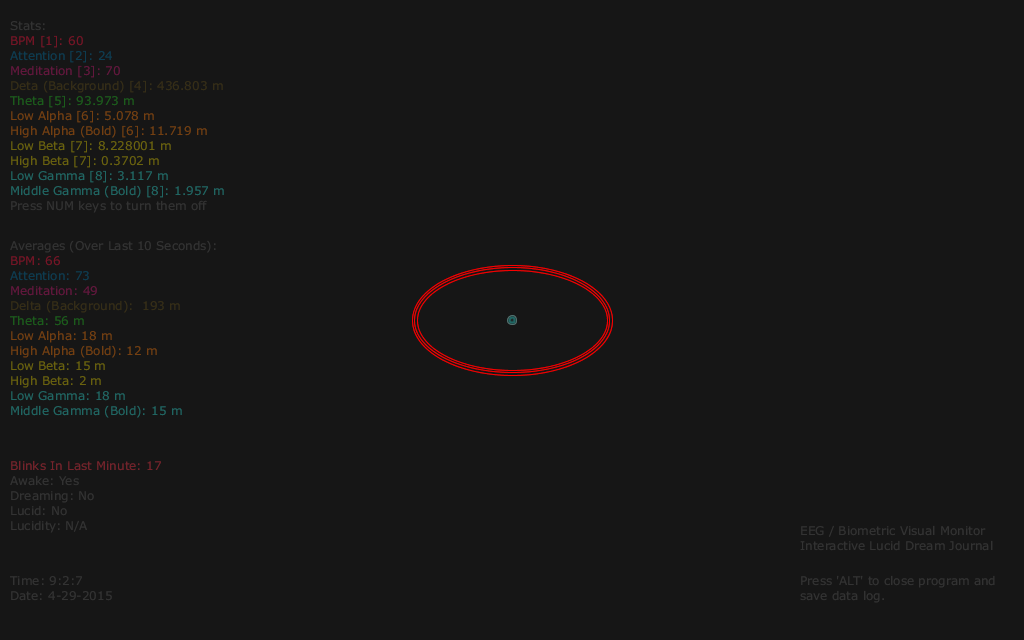 Stats:
BPM [1]: 60
Attention [2]: 24
Meditation [3]: 70
Deta (Background) [4]: 436.803 m
Theta [5]: 93.973 m
Low Alpha [6]: 5.078 m
High Alpha (Bold) [6]: 11.719 m
Low Beta [7]: 8.228001 m
High Beta [7]: 0.3702 m
Low Gamma [8]: 3.117 m
Middle Gamma (Bold) [8]: 1.957 m
Press NUM keys to turn them off
Averages (Over Last 10 Seconds):
BPM: 66
Attention: 73
Meditation: 49
Delta (Background):  193 m
Theta: 56 m
Low Alpha: 18 m
High Alpha (Bold): 12 m
Low Beta: 15 m
High Beta: 2 m
Low Gamma: 18 m
Middle Gamma (Bold): 15 m
Blinks In Last Minute: 17
Awake: Yes
Dreaming: No
Lucid: No
Lucidity: N/A
Time: 9:2:7
Date: 4-29-2015
EEG / Biometric Visual Monitor
Interactive Lucid Dream Journal
Press 'ALT' to close program and
save data log.